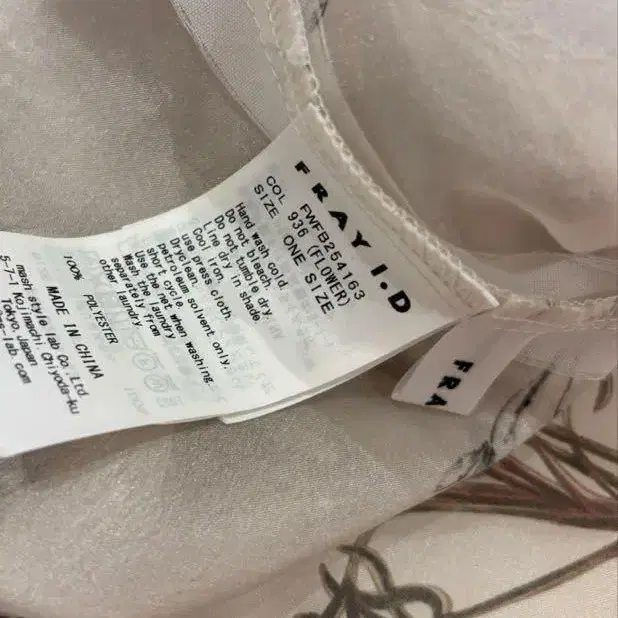 FRAY I.D
FWFB254163
COL 936 (FLOWER)
SIZE ONE SIZE
Hand wash cold.
Do not bleach.
Do not tumble dry.
Line dry in shade.
Cool iron.
use press cloth.
Dryclean.
petroleum solvent only.
short cycle
Use the net when washing.
Wash itself from
separately
other laundry
100% POLYESTER
MADE IN CHINA
mash style lab Co. Ltd.
5-7-1 Kojimachi, Chiyoda-ku
Tokyo, Japan
s-lab.com
FRA